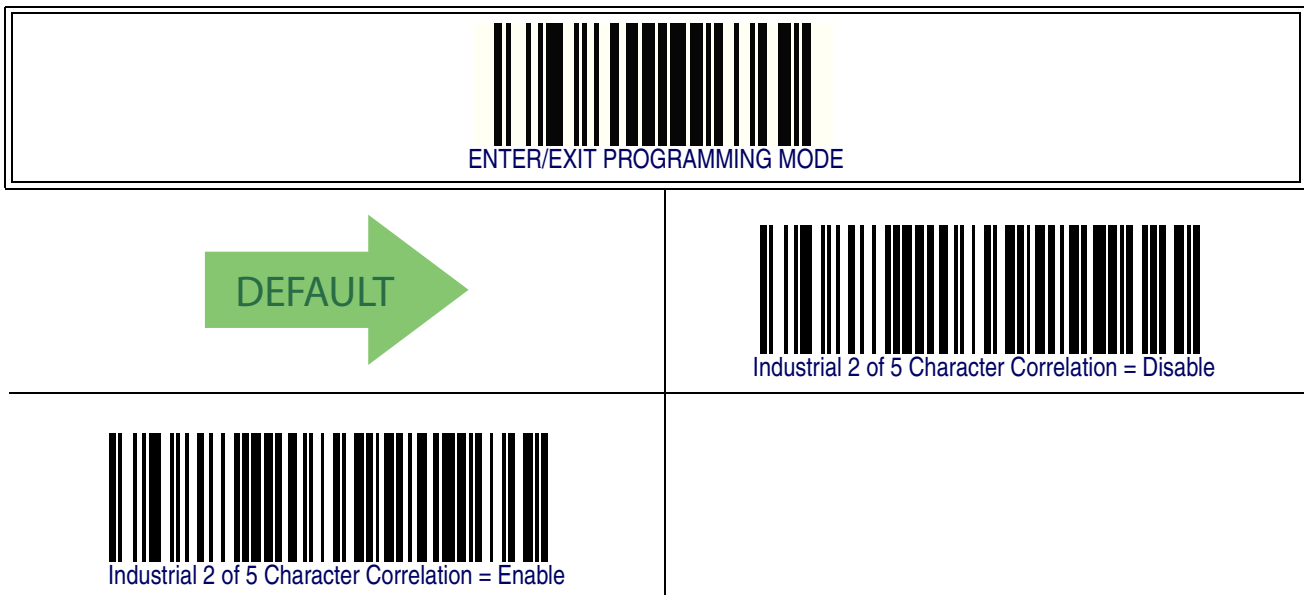 ENTER/EXIT PROGRAMMING MODE
DEFAULT
Industrial 2 of 5 Character Correlation = Disable
Industrial 2 of 5 Character Correlation = Enable